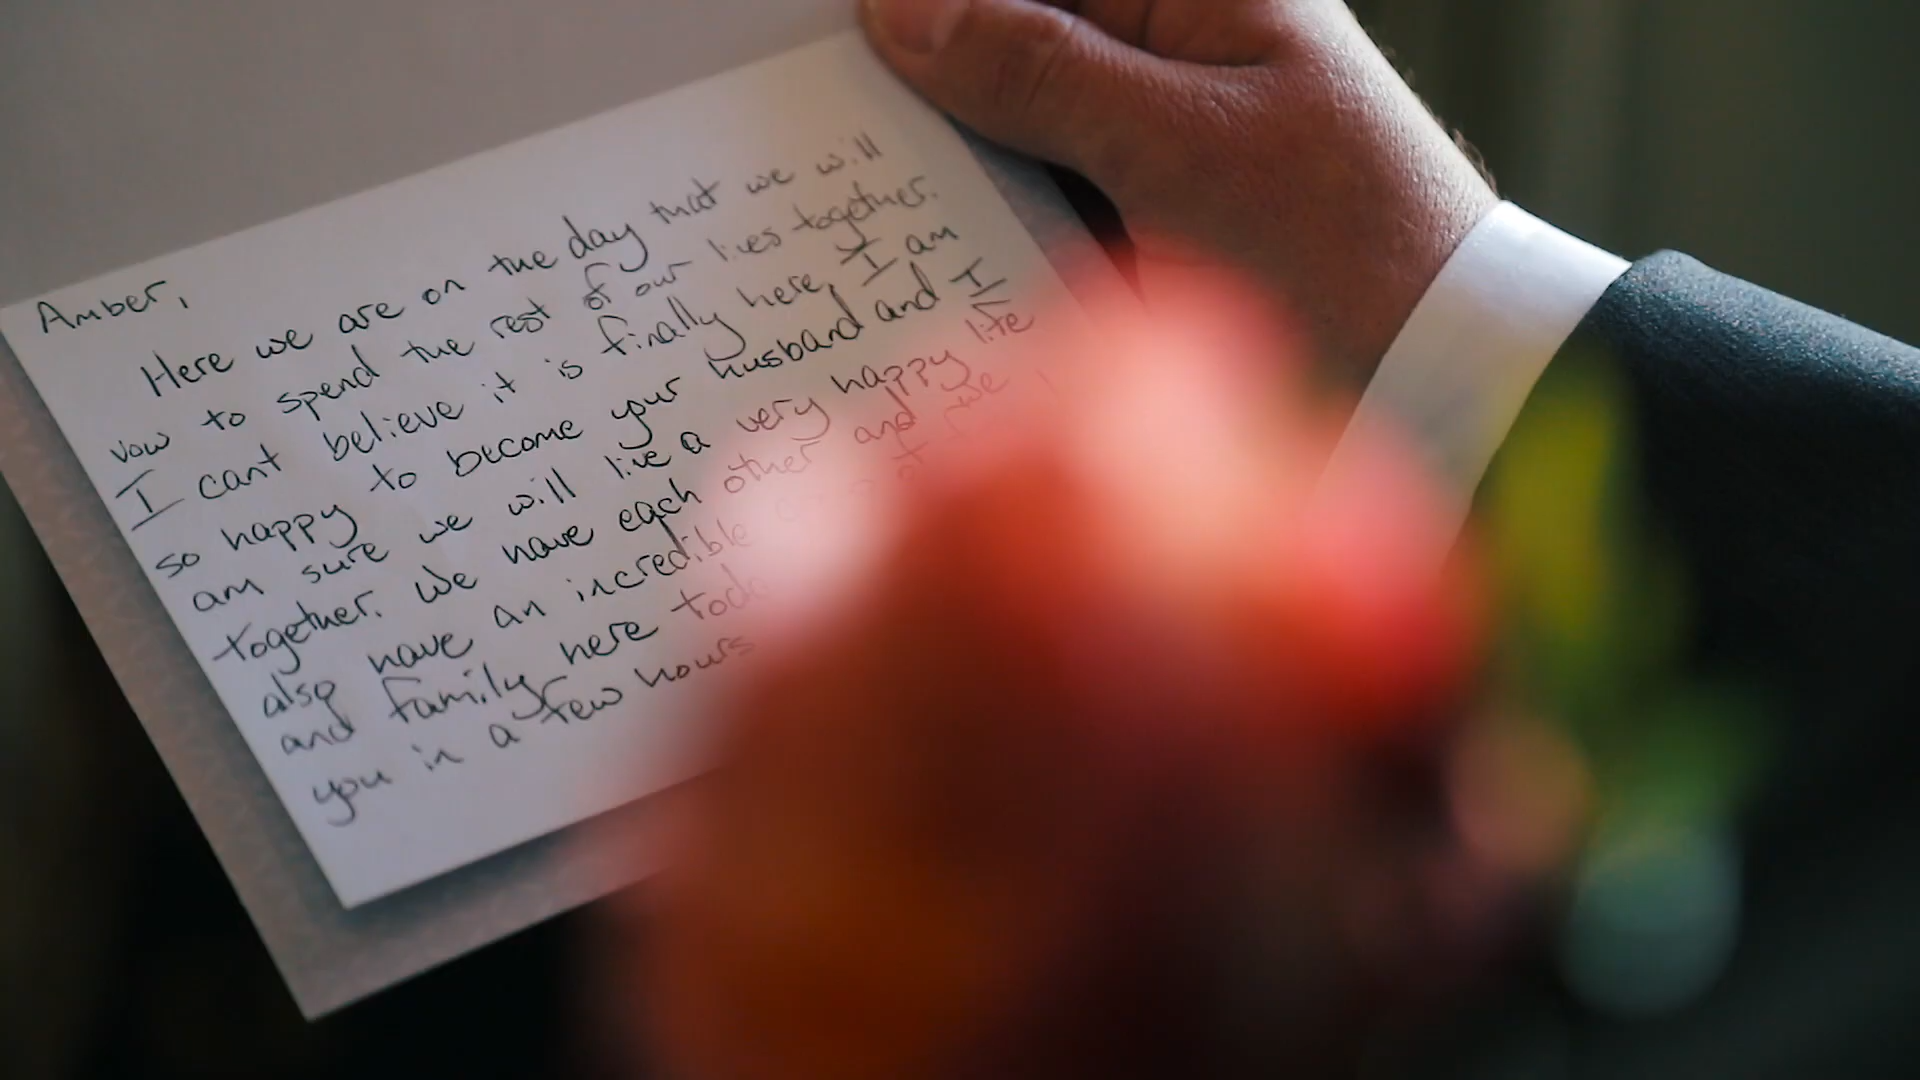 Amber,
Here we are on the day that we will
vow to spend the rest of our lives together.
I cant believe it is finally here, I am
so happy to become your husband and I
am sure we will live a very happy life
together. We have each other and we
also have an incredible of
and family here
you in a few hours